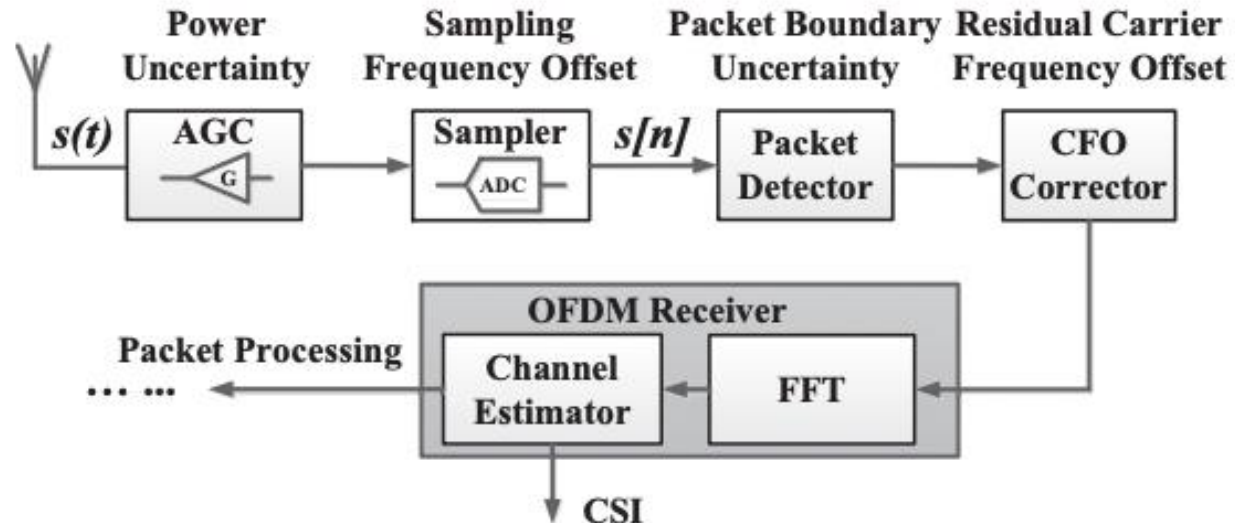 Power
Uncertainty
Sampling
Frequency Offset
Packet Boundary
Uncertainty
Residual Carrier
Frequency Offset
s(t)
AGC
G
Sampler
ADC
s[n]
Packet
Detector
CFO
Corrector
OFDM Receiver
Packet Processing
... ...
Channel
Estimator
FFT
CSI